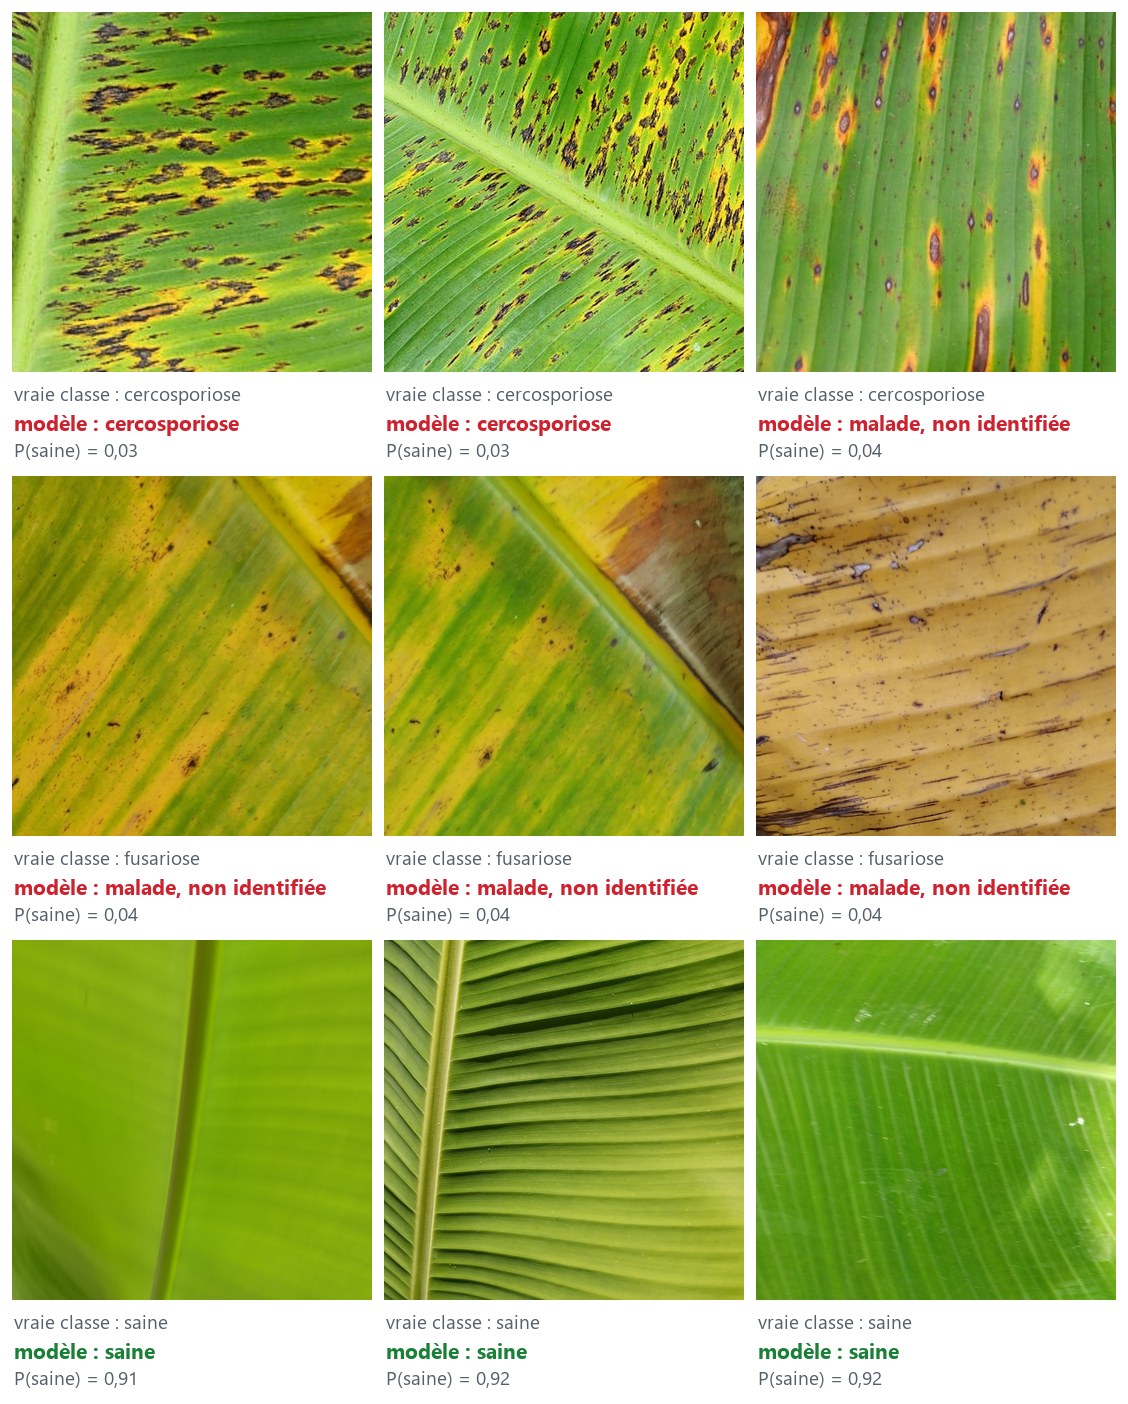 vraie classe : cercosporiose
modèle : cercosporiose
P(saine) = 0,03
vraie classe : cercosporiose
modèle : cercosporiose
P(saine) = 0,03
vraie classe : cercosporiose
modèle : malade, non identifiée
P(saine) = 0,04
vraie classe : fusariose
modèle : malade, non identifiée
P(saine) = 0,04
vraie classe : fusariose
modèle : malade, non identifiée
P(saine) = 0,04
vraie classe : fusariose
modèle : malade, non identifiée
P(saine) = 0,04
vraie classe : saine
modèle : saine
P(saine) = 0,91
vraie classe : saine
modèle : saine
P(saine) = 0,92
vraie classe : saine
modèle : saine
P(saine) = 0,92